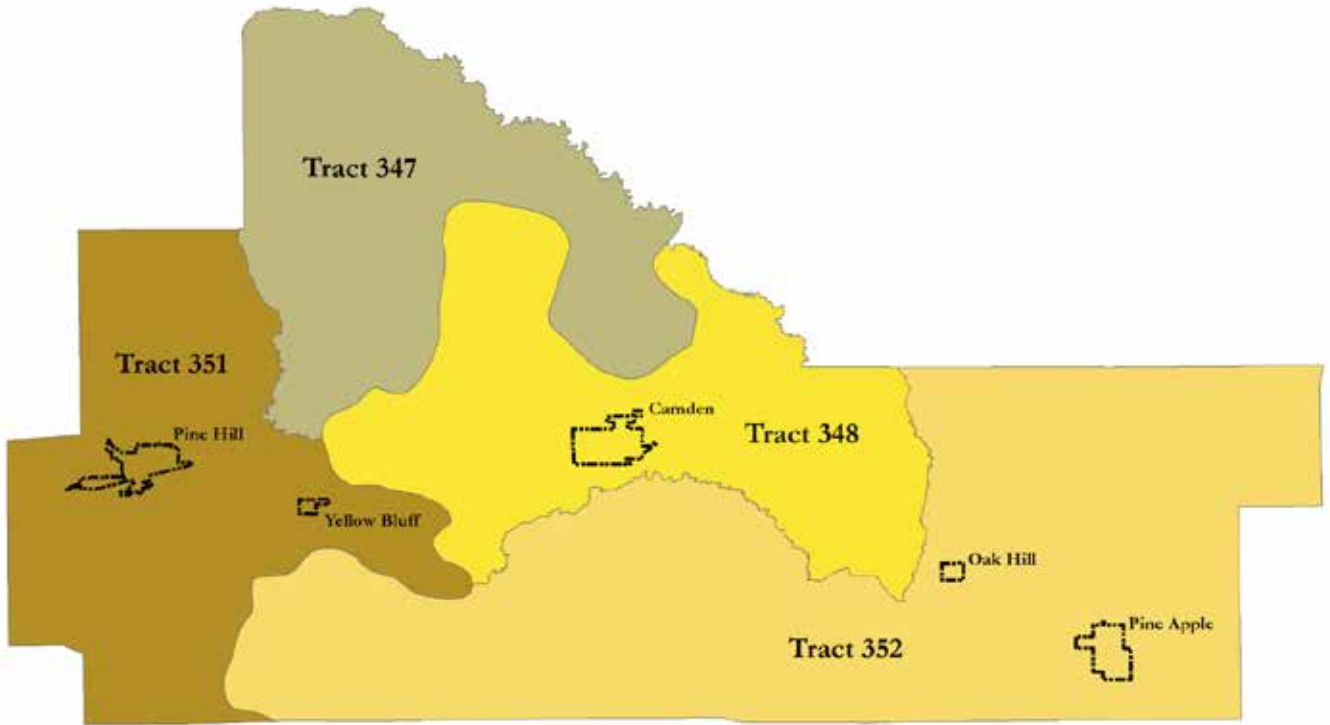 Tract 347
Tract 351
Camden
Pine Hill
Tract 348
Yellow Bluff
Oak Hill
Pine Apple
Tract 352